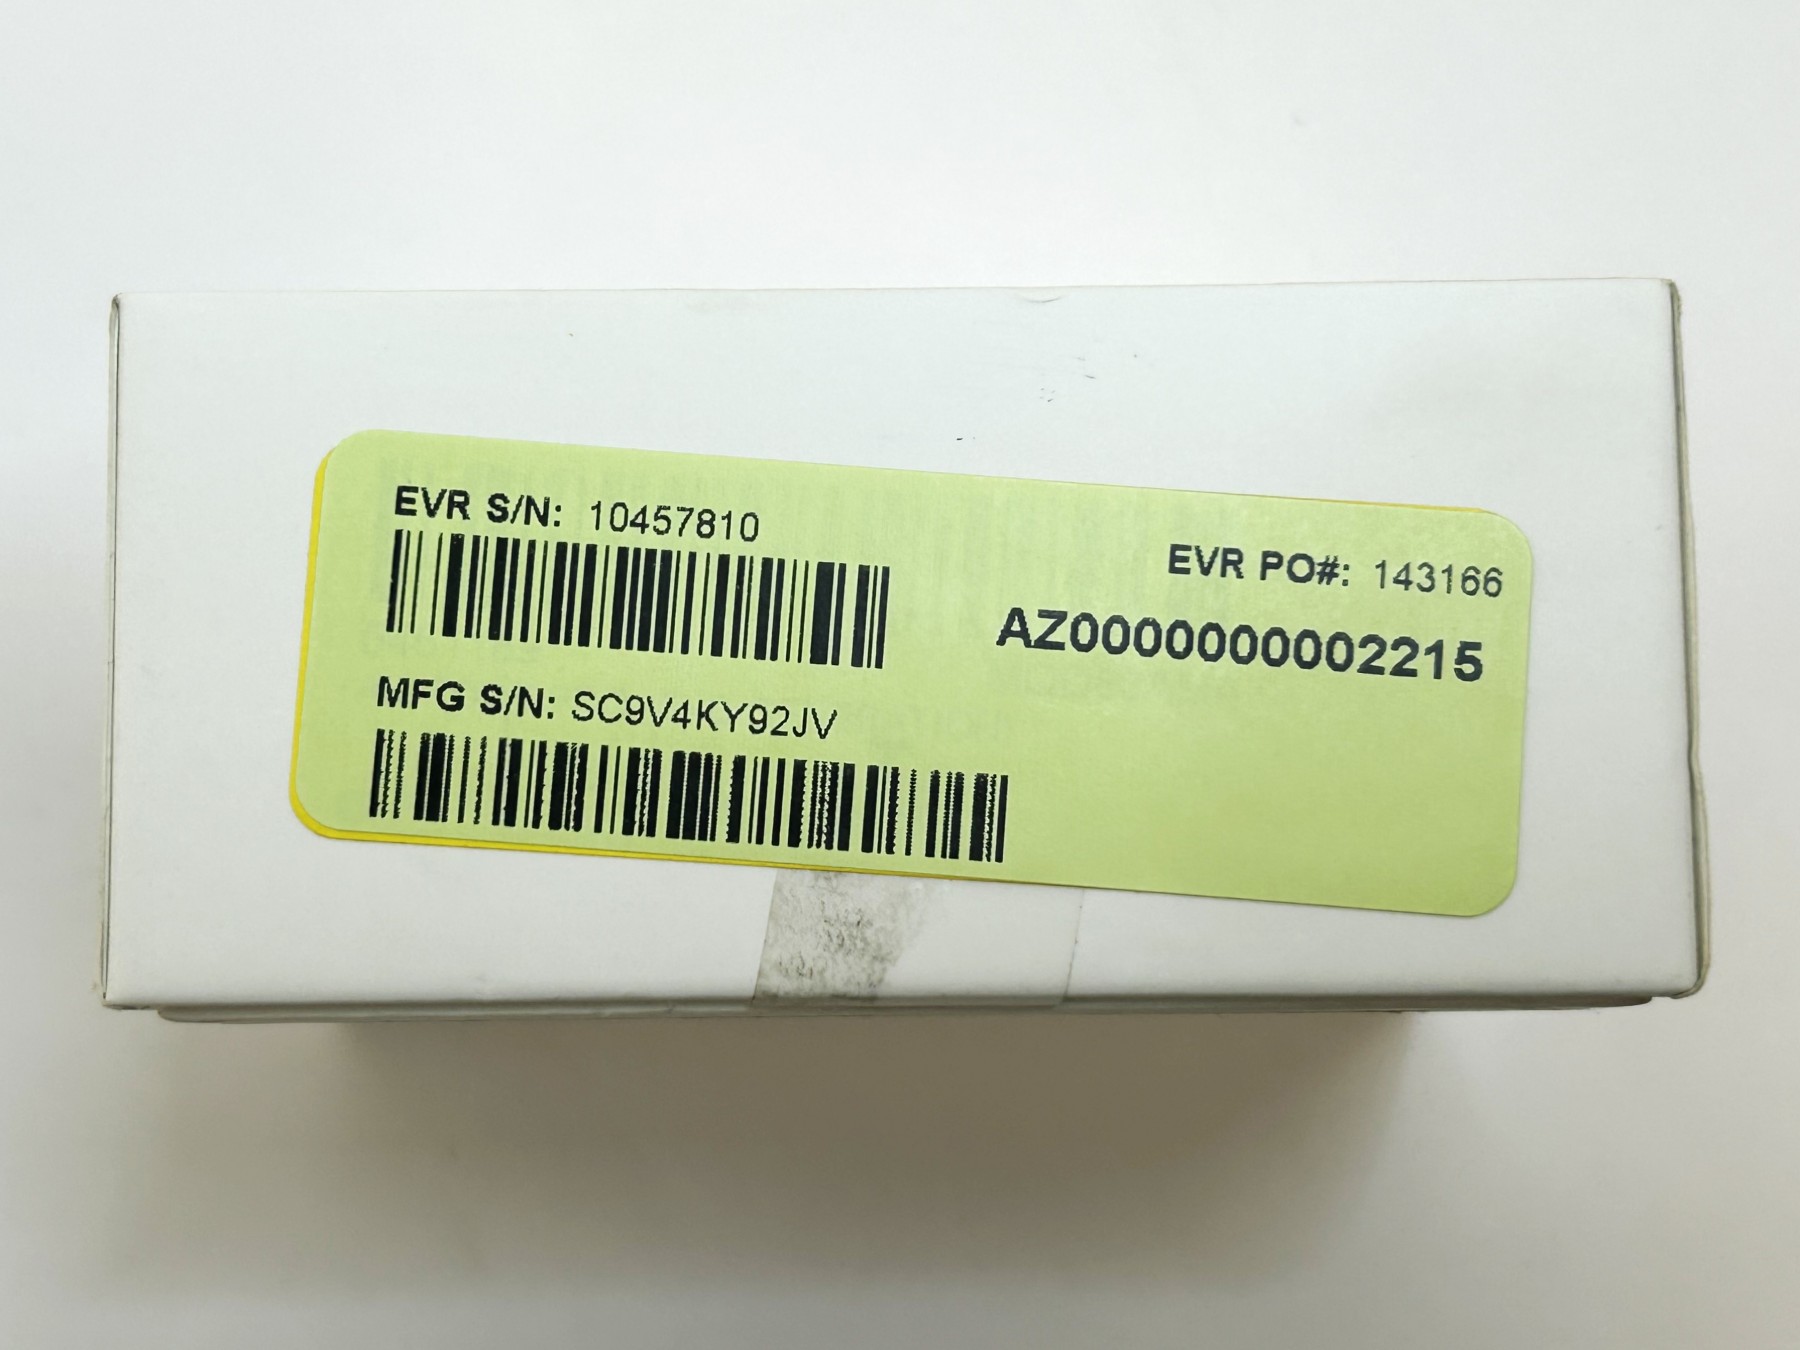 EVR S/N: 10457810
EVR PO#: 143166
AZ0000000002215
MFG S/N: SC9V4KY92JV